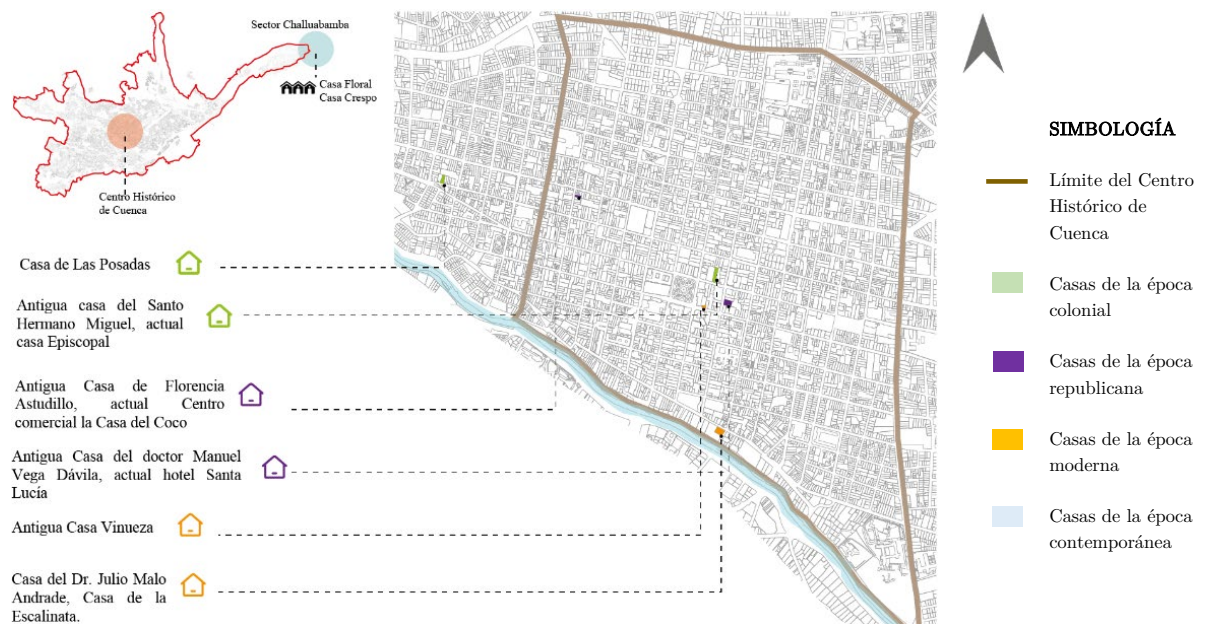 Sector Challuabamba
Casa Floral
Casa Crespo
Centro Histórico
de Cuenca
Casa de Las Posadas
Antigua casa del Santo
Hermano Miguel, actual
casa Episcopal
Antigua Casa de Florencia
Astudillo, actual Centro
comercial la Casa del Coco
Antigua Casa del doctor Manuel
Vega Dávila, actual hotel Santa
Lucía
Antigua Casa Vinueza
Casa del Dr. Julio Malo
Andrade, Casa de la
Escalinata.
SIMBOLOGÍA
Límite del Centro
Histórico de
Cuenca
Casas de la época
colonial
Casas de la época
republicana
Casas de la época
moderna
Casas de la época
contemporánea